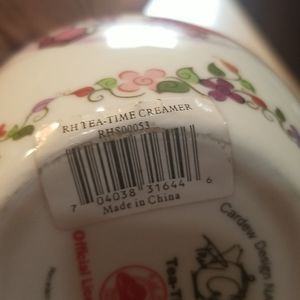 RH TEA-TIME CREAMER
RHS00053
7 04038 31644 6
Made in China
Cardew Design
Official
Tea-T